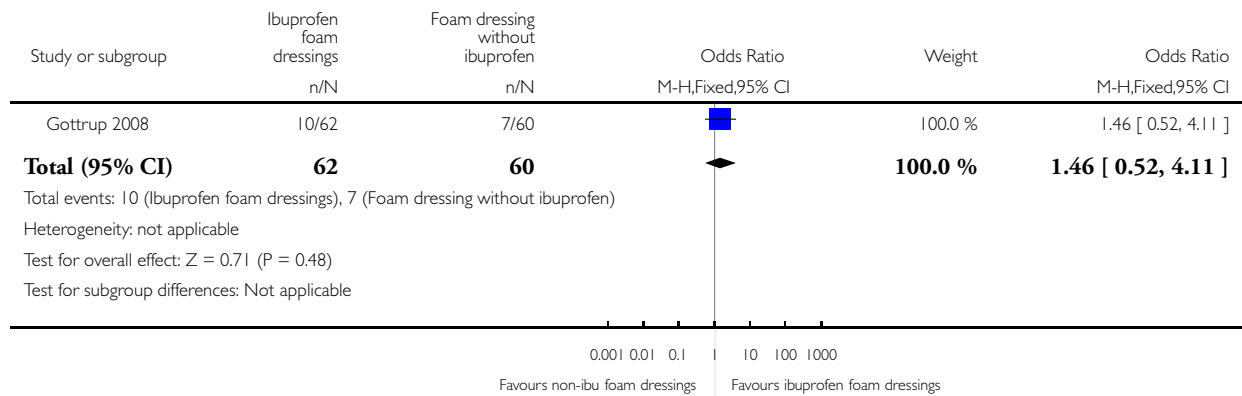 Study or subgroup Ibuprofen foam dressings Foam dressing without ibuprofen Odds Ratio Weight Odds Ratio
n/N n/N M-H,Fixed,95% CI M-H,Fixed,95% CI
Gottrup 2008 10/62 7/60 100.0 % 1.46 [ 0.52, 4.11 ]
Total (95% CI) 62 60 100.0 % 1.46 [ 0.52, 4.11 ]
Total events: 10 (Ibuprofen foam dressings), 7 (Foam dressing without ibuprofen)
Heterogeneity: not applicable
Test for overall effect: Z = 0.71 (P = 0.48)
Test for subgroup differences: Not applicable
0.001 0.01 0.1 1 10 100 1000
Favours non-ibu foam dressings Favours ibuprofen foam dressings